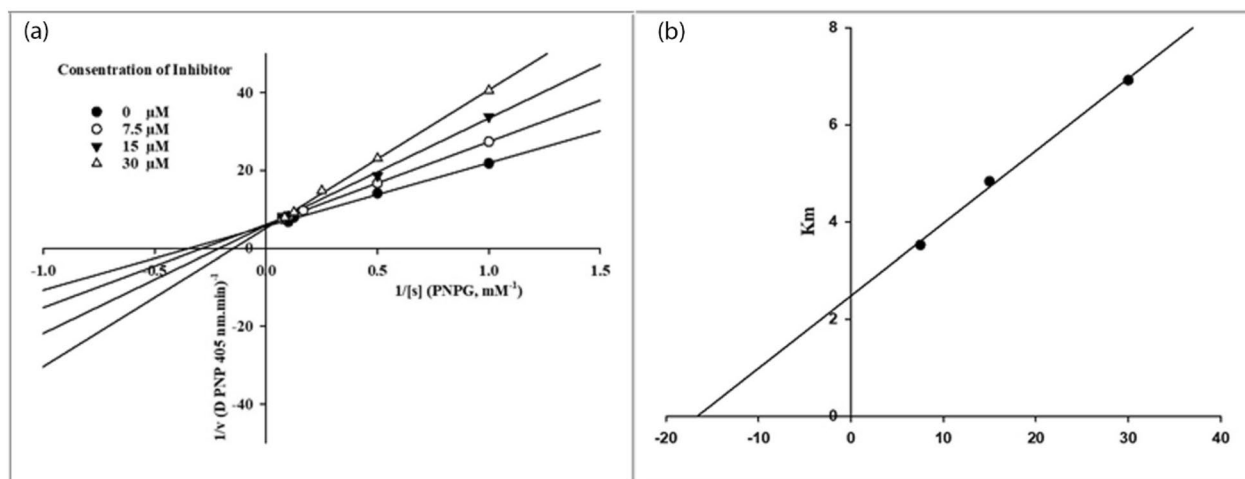 (a)
Consentration of Inhibitor
0 µM
7.5 µM
15 µM
30 µM
40
20
0
-20
-40
-1.0 -0.5 0.0 0.5 1.0 1.5
1/[s] (PNPG, mM⁻¹)
1/v (D PNP 405 nm.min)⁻¹
(b)
8
6
4
2
0
Km
-20 -10 0 10 20 30 40